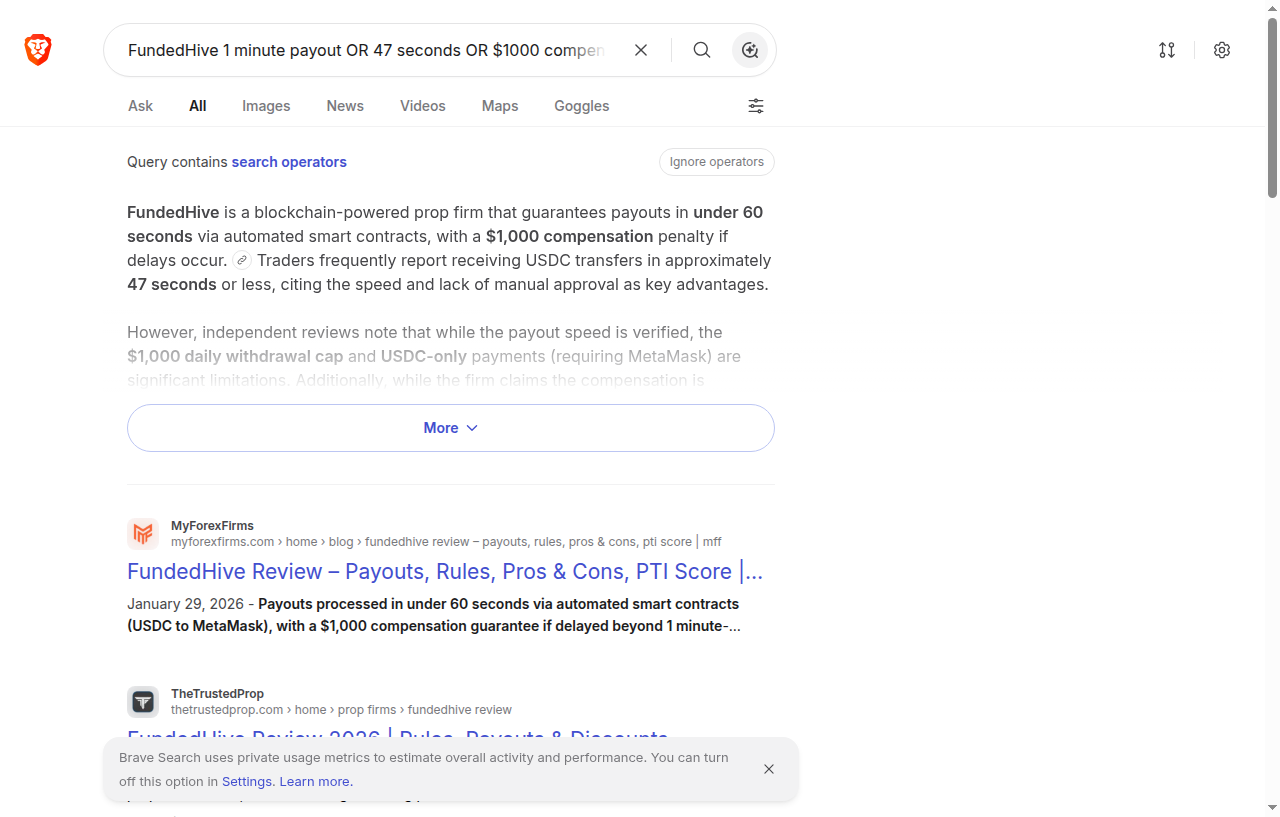 FundedHive 1 minute payout OR 47 seconds OR $1000 compen
Ask All Images News Videos Maps Goggles
Query contains search operators
Ignore operators
FundedHive is a blockchain-powered prop firm that guarantees payouts in under 60
seconds via automated smart contracts, with a $1,000 compensation penalty if
delays occur. Traders frequently report receiving USDC transfers in approximately
47 seconds or less, citing the speed and lack of manual approval as key advantages.
However, independent reviews note that while the payout speed is verified, the
$1,000 daily withdrawal cap and USDC-only payments (requiring MetaMask) are
significant limitations. Additionally, while the firm claims the compensation is
More
MyForexFirms
myforexfirms.com › home › blog › fundedhive review – payouts, rules, pros & cons, pti score | mff
FundedHive Review – Payouts, Rules, Pros & Cons, PTI Score |...
January 29, 2026 - Payouts processed in under 60 seconds via automated smart contracts
(USDC to MetaMask), with a $1,000 compensation guarantee if delayed beyond 1 minute-...
TheTrustedProp
thetrustedprop.com › home › prop firms › fundedhive review
FundedHive Review 2026 | Rules, Payouts & Discounts
Brave Search uses private usage metrics to estimate overall activity and performance. You can turn
off this option in Settings. Learn more.